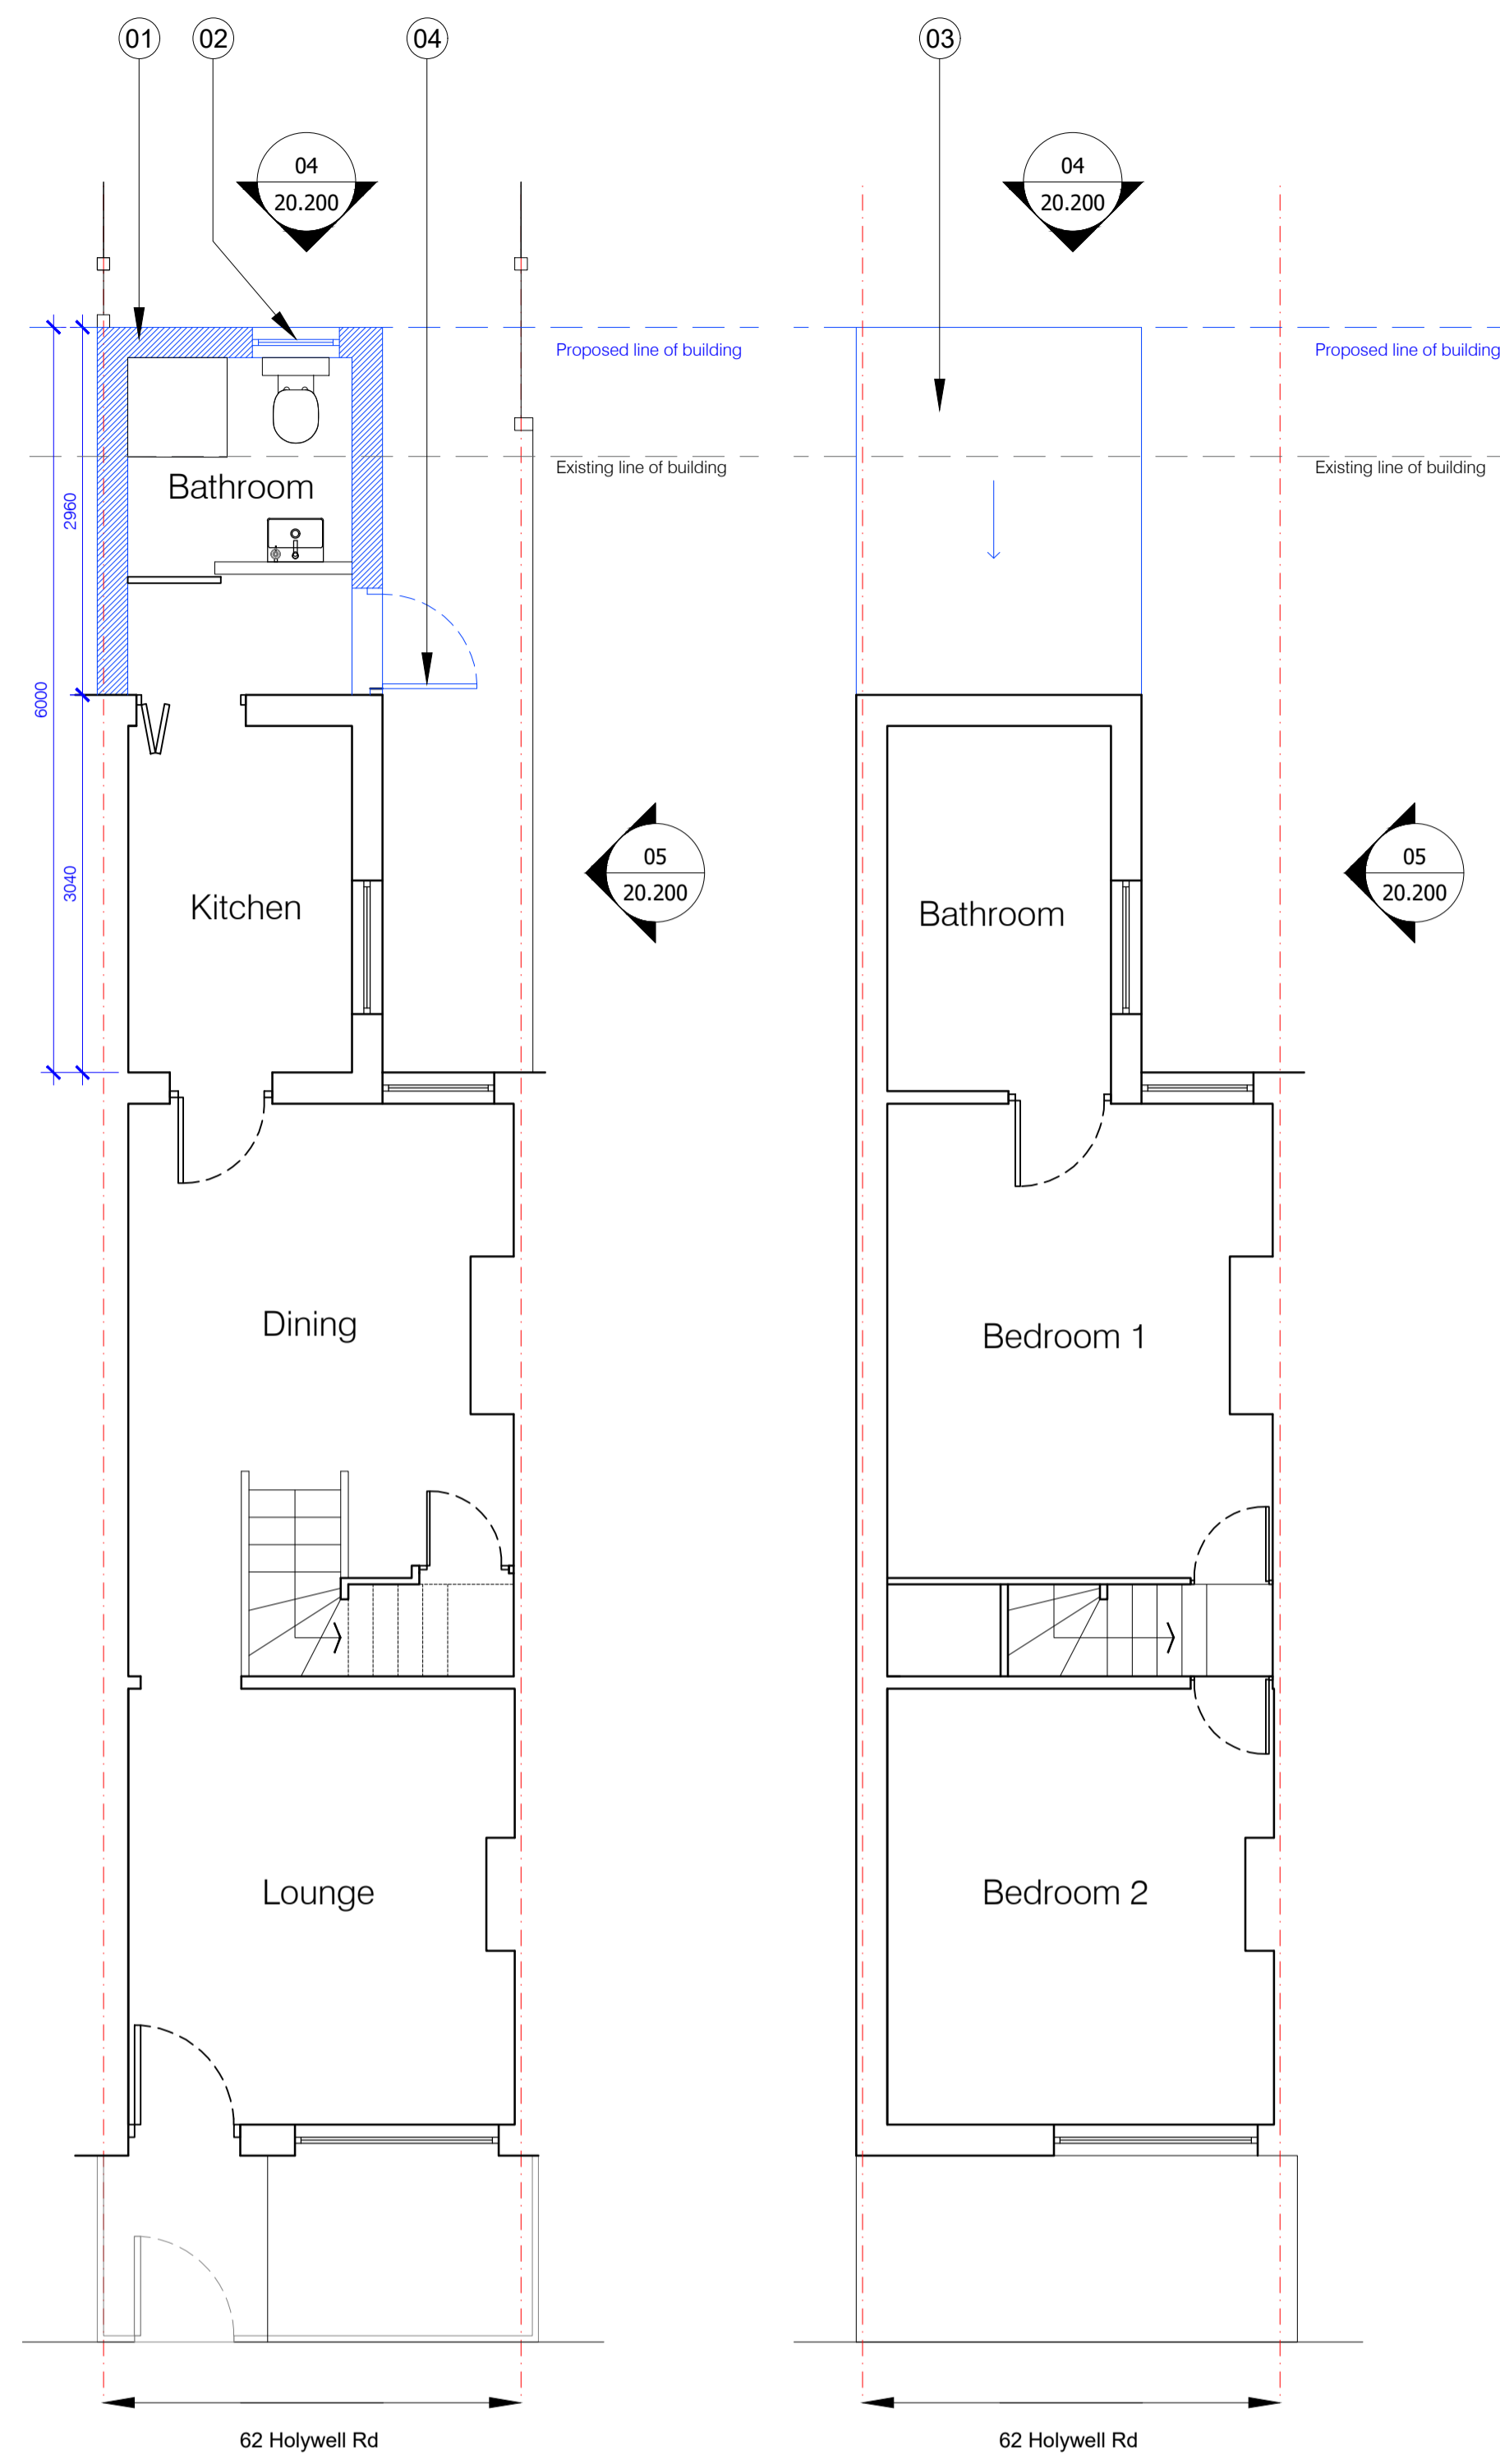 01
02
04
03
04
20.200
04
20.200
Proposed line of building
Proposed line of building
Existing line of building
Existing line of building
Bathroom
2960
6000
3040
Kitchen
05
20.200
Bathroom
05
20.200
Dining
Bedroom 1
Lounge
Bedroom 2
62 Holywell Rd
62 Holywell Rd